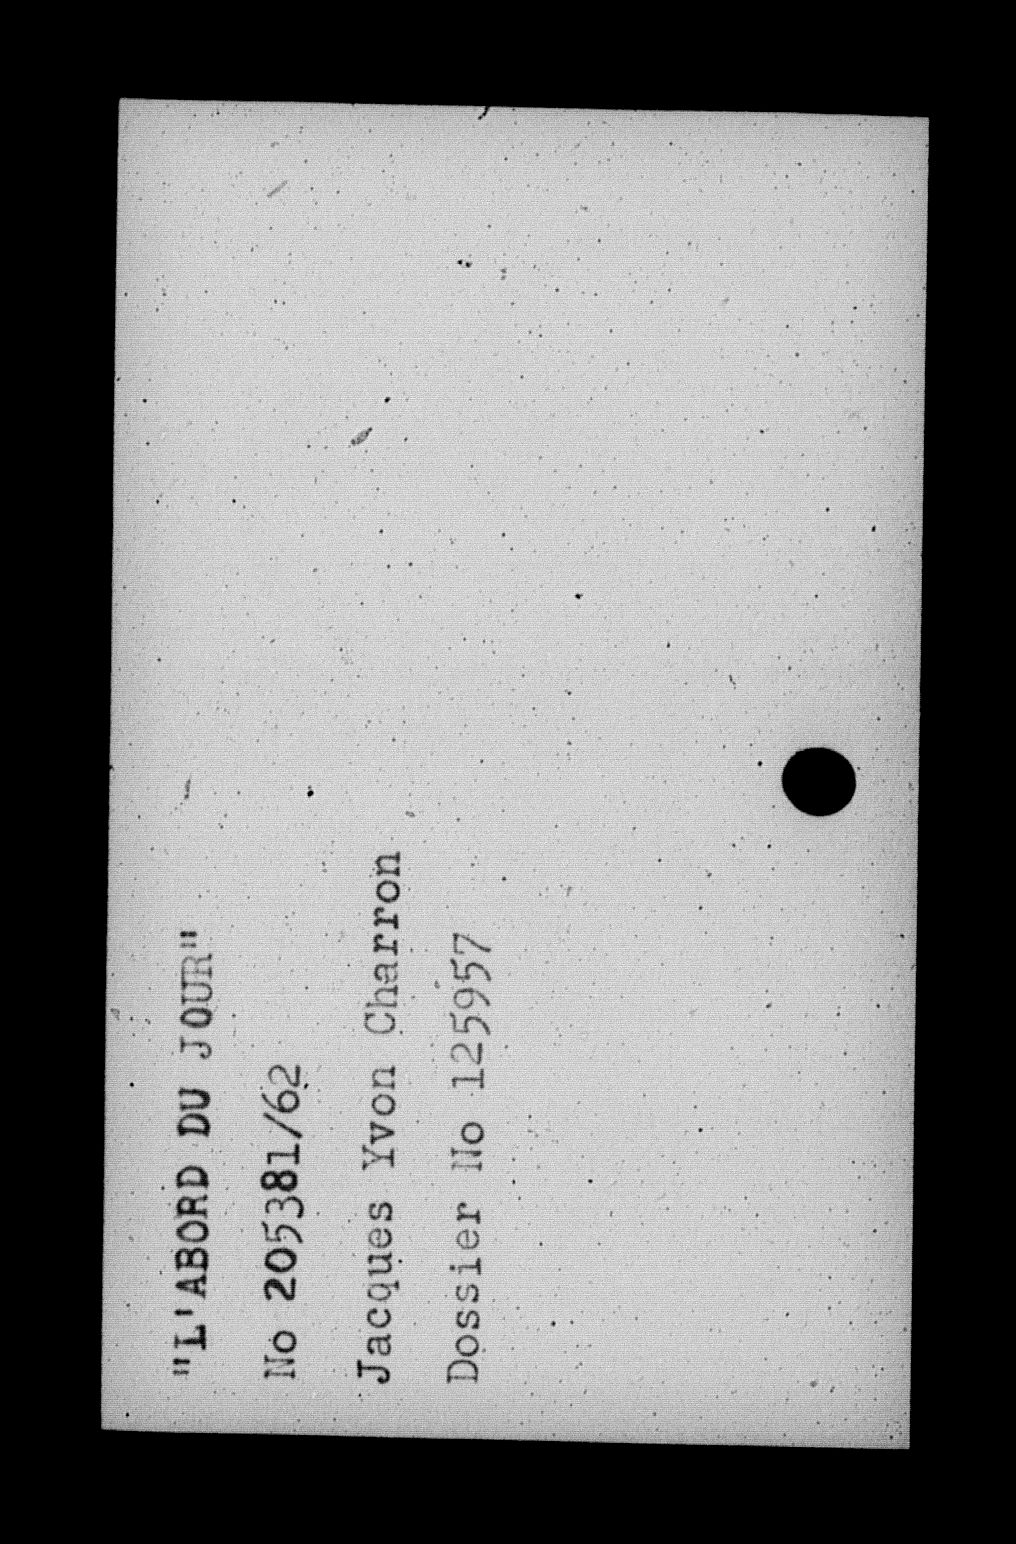 "L'ABORD DU JOUR"
No 205381/62
Jacques Yvon Charron
Dossier No 125957